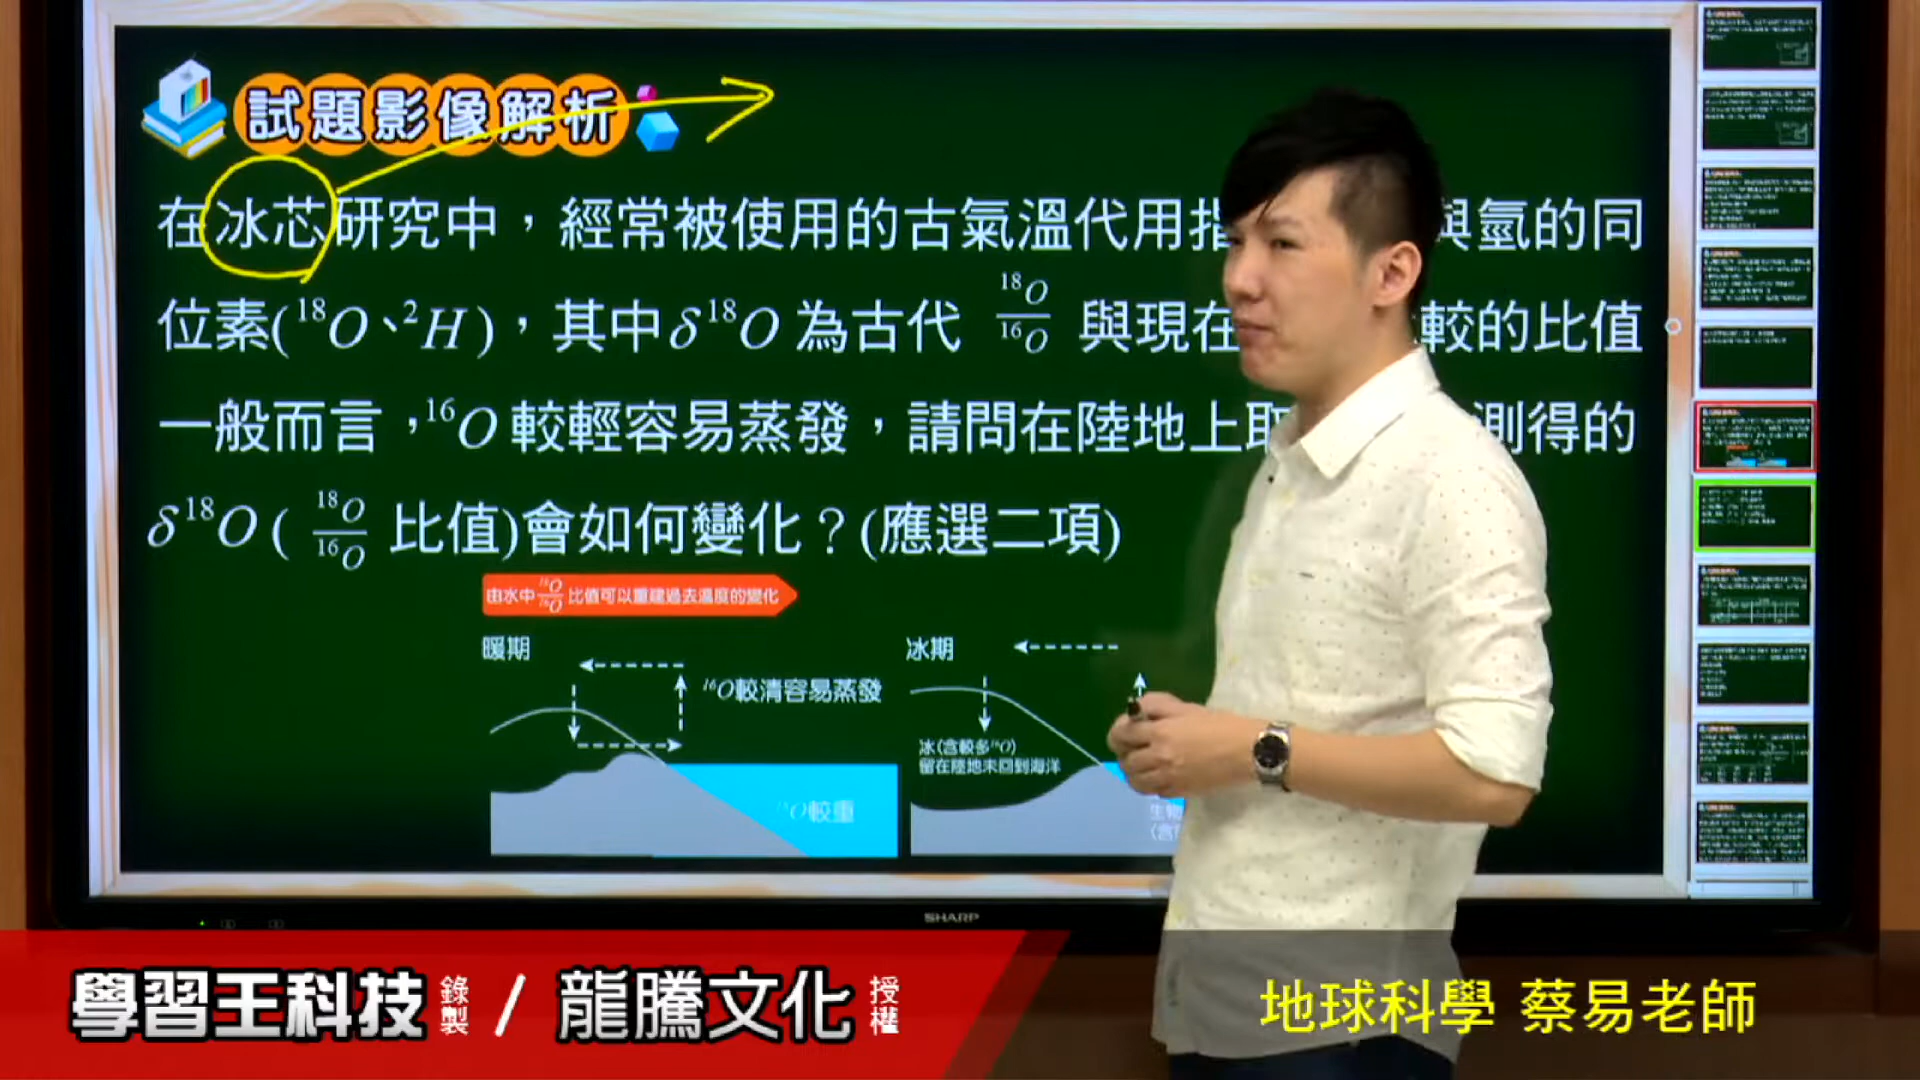 試題影像解析
在冰芯研究中，經常被使用的古氣溫代用指 與氫的同
位素(¹⁸O、²H)，其中δ¹⁸O 為古代 ¹⁸O/¹⁶O 與現在 較的比值
一般而言，¹⁶O 較輕容易蒸發，請問在陸地上取 測得的
δ¹⁸O ( ¹⁸O/¹⁶O 比值)會如何變化？(應選二項)
由水中 ¹⁸O/¹⁶O 比值可以重建過去溫度的變化
暖期
¹⁶O較清容易蒸發
¹⁸O較重
冰期
冰(含較多¹⁶O)
留在陸地未回到海洋
生物
(含
SHARP
學習王科技 錄製 / 龍騰文化 授權
地球科學 蔡易老師